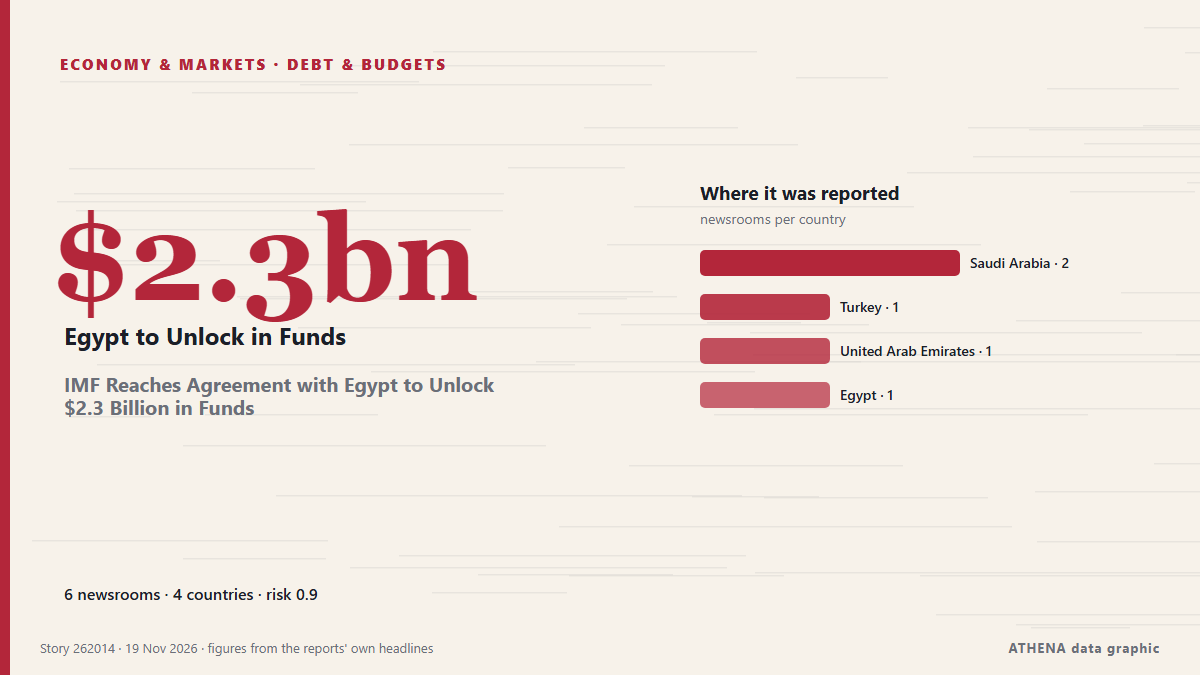 ECONOMY & MARKETS · DEBT & BUDGETS
$2.3bn
Egypt to Unlock in Funds
IMF Reaches Agreement with Egypt to Unlock
$2.3 Billion in Funds
Where it was reported
newsrooms per country
Saudi Arabia · 2
Turkey · 1
United Arab Emirates · 1
Egypt · 1
6 newsrooms · 4 countries · risk 0.9
Story 262014 · 19 Nov 2026 · figures from the reports' own headlines
ATHENA data graphic